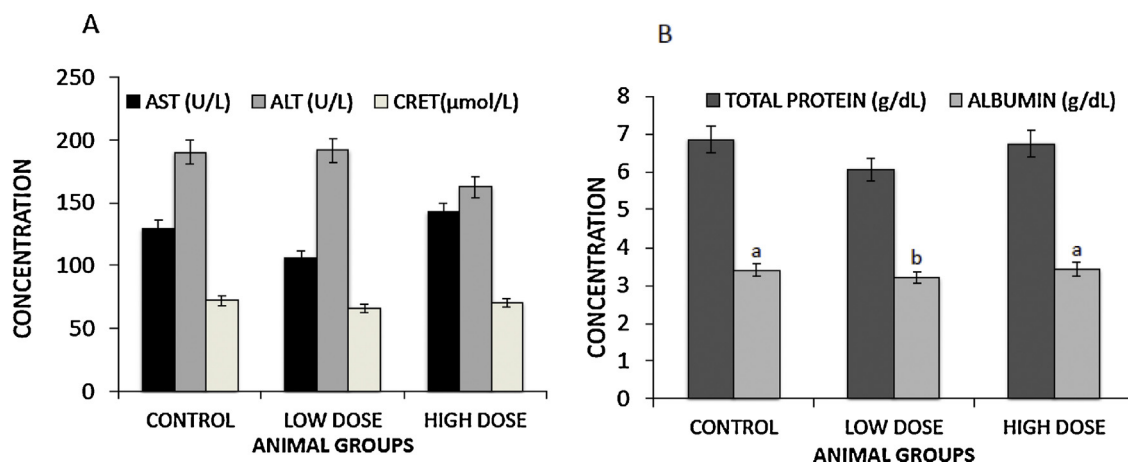 A
250
200
150
100
50
0
CONCENTRATION
AST (U/L) ALT (U/L) CRET(µmol/L)
CONTROL LOW DOSE HIGH DOSE
ANIMAL GROUPS
B
8
7
6
5
4
3
2
1
0
CONCENTRATION
TOTAL PROTEIN (g/dL) ALBUMIN (g/dL)
a b a
CONTROL LOW DOSE HIGH DOSE
ANIMAL GROUPS